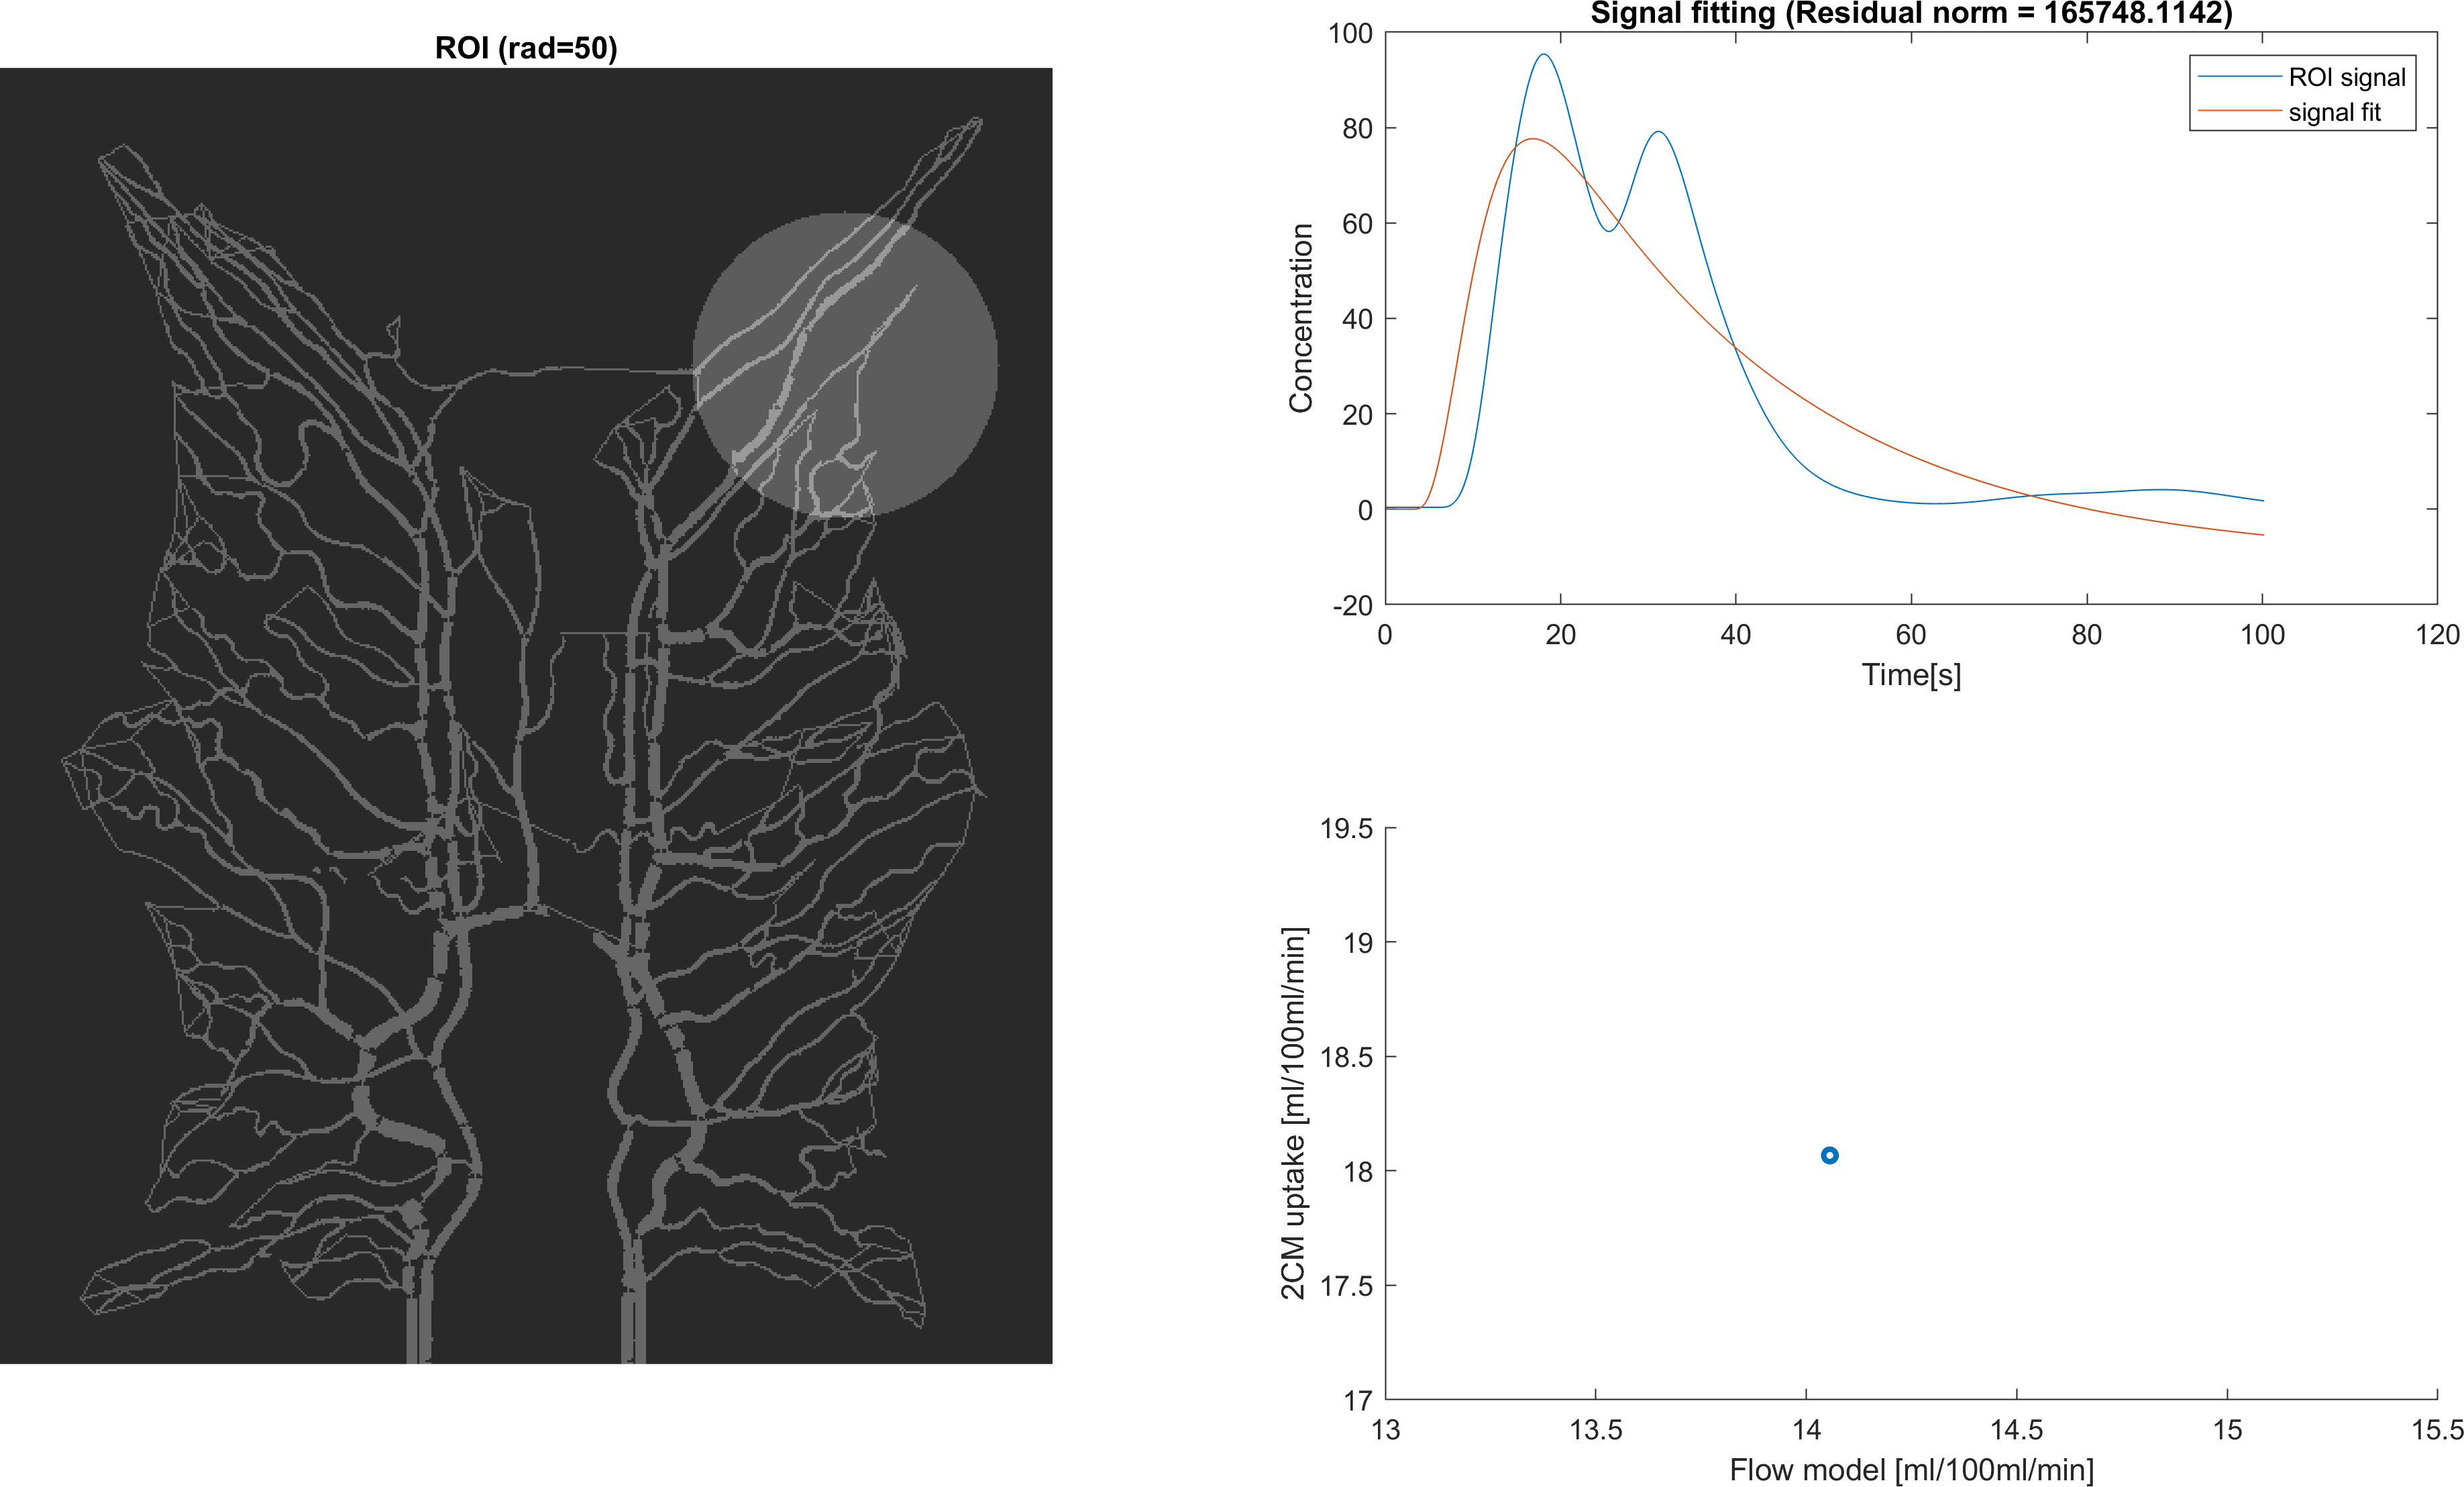 ROI (rad=50)
Signal fitting (Residual norm = 165748.1142)
100
80
60
40
20
0
-20
Concentration
ROI signal
signal fit
0 20 40 60 80 100 120
Time[s]
19.5
19
18.5
18
17.5
17
2CM uptake [ml/100ml/min]
13 13.5 14 14.5 15 15.5
Flow model [ml/100ml/min]